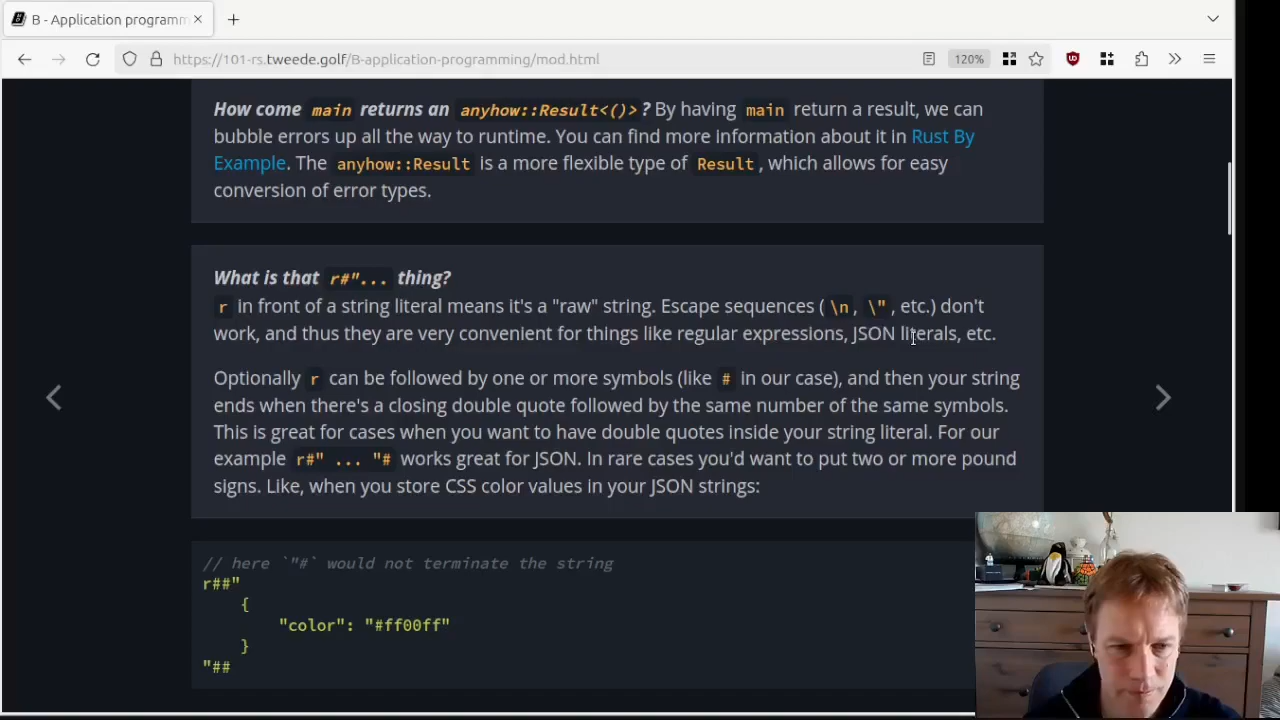 B - Application programm
https://101-rs.tweede.golf/B-application-programming/mod.html
120%
How come main returns an anyhow::Result<()>? By having main return a result, we can
bubble errors up all the way to runtime. You can find more information about it in Rust By
Example. The anyhow::Result is a more flexible type of Result, which allows for easy
conversion of error types.
What is that r#"... thing?
r in front of a string literal means it's a "raw" string. Escape sequences (\n, \", etc.) don't
work, and thus they are very convenient for things like regular expressions, JSON literals, etc.
Optionally r can be followed by one or more symbols (like # in our case), and then your string
ends when there's a closing double quote followed by the same number of the same symbols.
This is great for cases when you want to have double quotes inside your string literal. For our
example r#" ... "# works great for JSON. In rare cases you'd want to put two or more pound
signs. Like, when you store CSS color values in your JSON strings:
// here `"#` would not terminate the string
r##"
{
"color": "#ff00ff"
}
"##